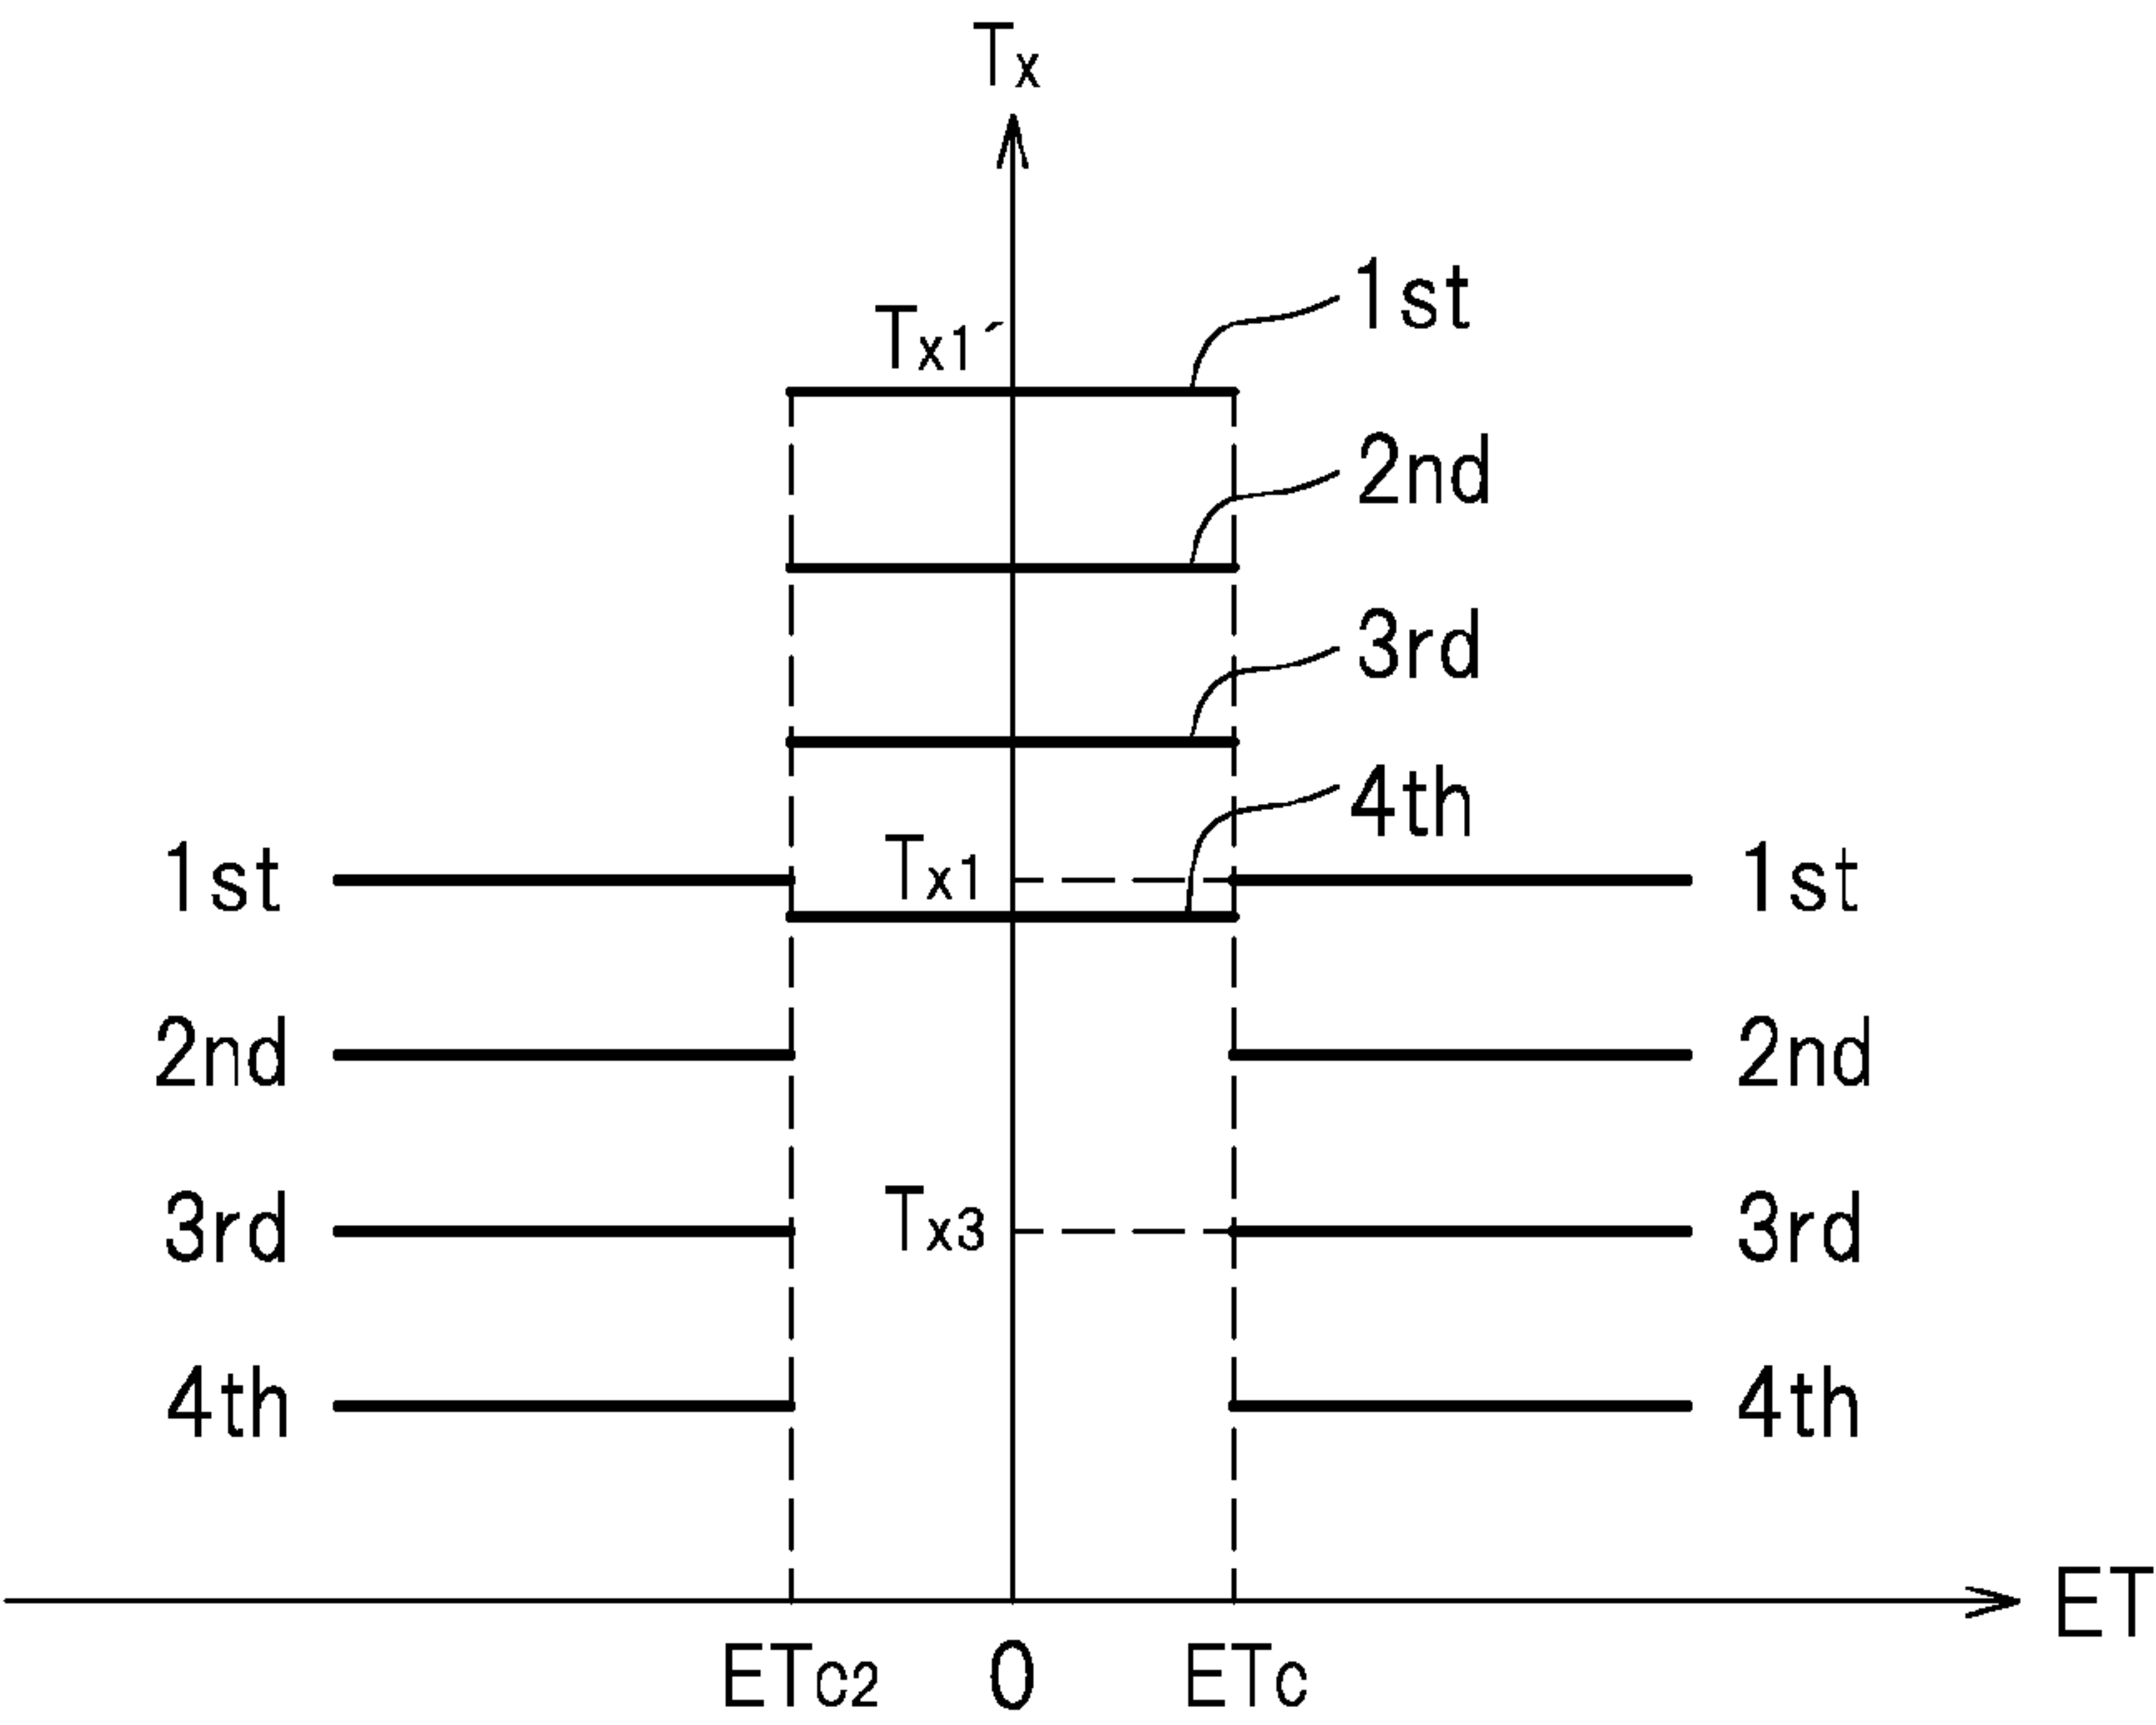 Tx
1st
Tx1´
2nd
3rd
4th
1st Tx1 1st
2nd 2nd
3rd Tx3 3rd
4th 4th
ET
ETc2 0 ETc